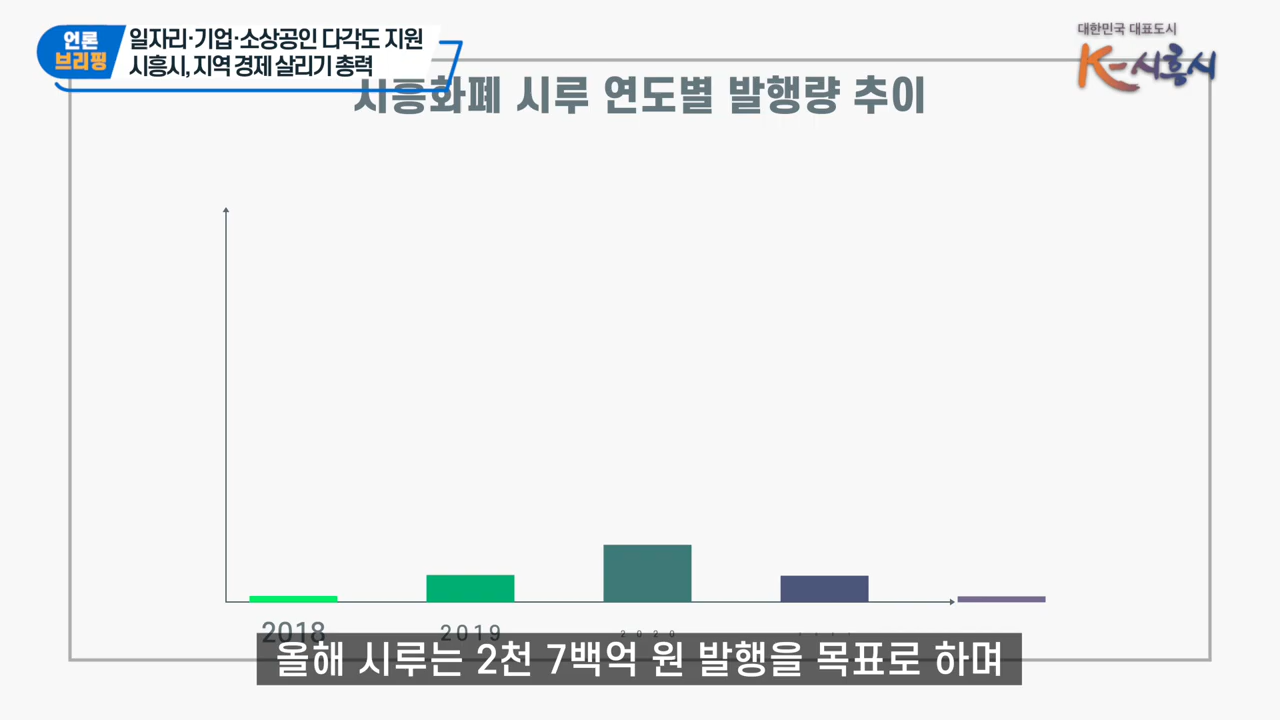 언론
브리핑
일자리·기업·소상공인 다각도 지원
시흥시, 지역 경제 살리기 총력
대한민국 대표도시
K-시흥시
시흥화폐 시루 연도별 발행량 추이
2018
2019
2020
올해 시루는 2천 7백억 원 발행을 목표로 하며